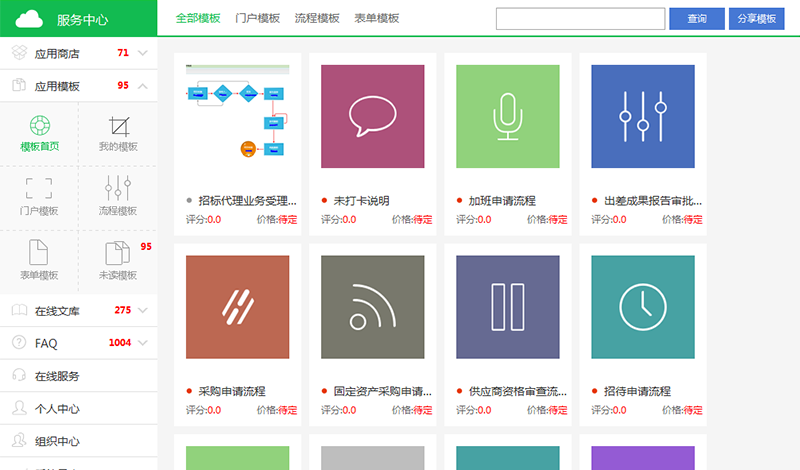 服务中心
全部模板 门户模板 流程模板 表单模板
查询 分享模板
应用商店 71
应用模板 95
模板首页 我的模板
门户模板 流程模板
表单模板 未读模板 95
在线文库 275
FAQ 1004
在线服务
个人中心
组织中心
招标代理业务受理... 未打卡说明 加班申请流程 出差成果报告审批...
评分:0.0 价格:待定 评分:0.0 价格:待定 评分:0.0 价格:待定 评分:0.0 价格:待定
采购申请流程 固定资产采购申请... 供应商资格审查流... 招待申请流程
评分:0.0 价格:待定 评分:0.0 价格:待定 评分:0.0 价格:待定 评分:0.0 价格:待定